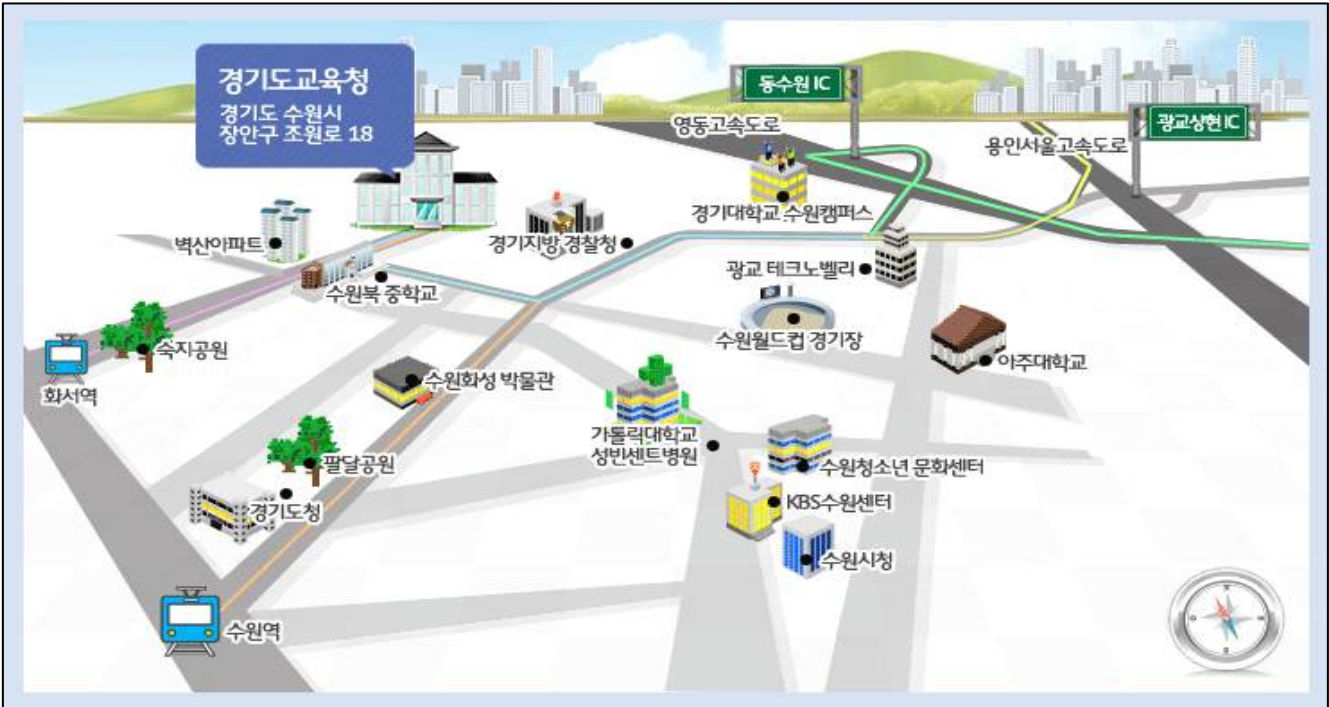 경기도교육청
경기도 수원시
장안구 조원로 18
동수원 IC
광교상현 IC
영동고속도로
용인서울고속도로
경기대학교 수원캠퍼스
벽산아파트
경기지방 경찰청
광교 테크노벨리
수원북 중학교
수원월드컵 경기장
숙지공원
아주대학교
화서역
수원화성 박물관
가톨릭대학교
성빈센트병원
팔달공원
수원청소년 문화센터
경기도청
KBS수원센터
수원시청
수원역